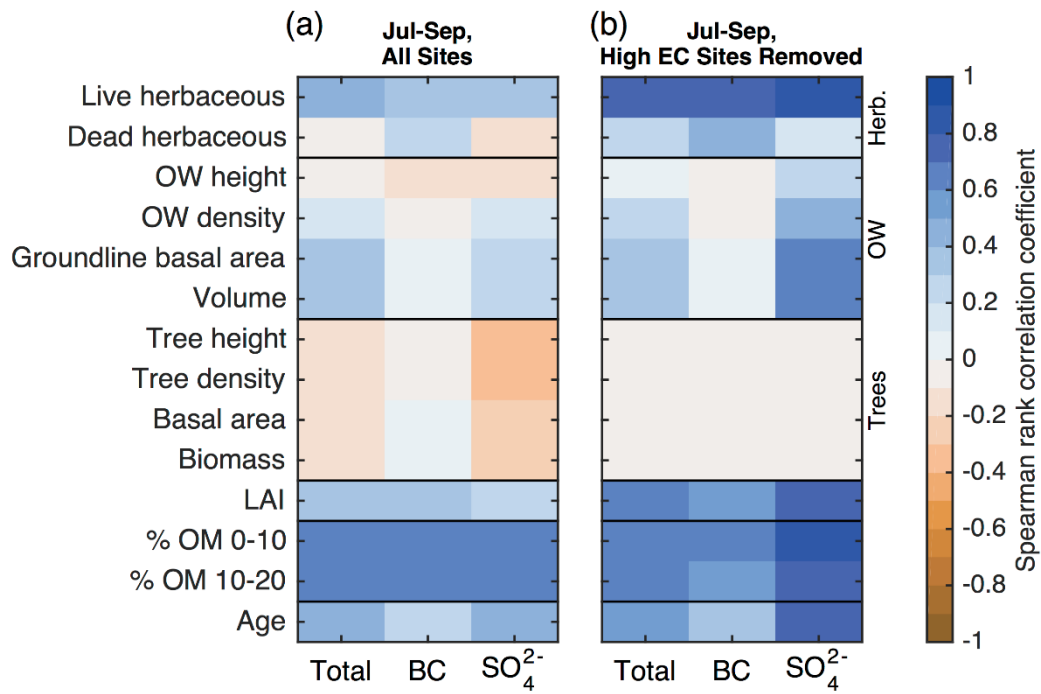 (a)
Jul-Sep,
All Sites
(b)
Jul-Sep,
High EC Sites Removed
Live herbaceous
Dead herbaceous
OW height
OW density
Groundline basal area
Volume
Tree height
Tree density
Basal area
Biomass
LAI
% OM 0-10
% OM 10-20
Age
Total
BC
SO₄²⁻
Total
BC
SO₄²⁻
Herb.
OW
Trees
1
0.8
0.6
0.4
0.2
0
-0.2
-0.4
-0.6
-0.8
-1
Spearman rank correlation coefficient